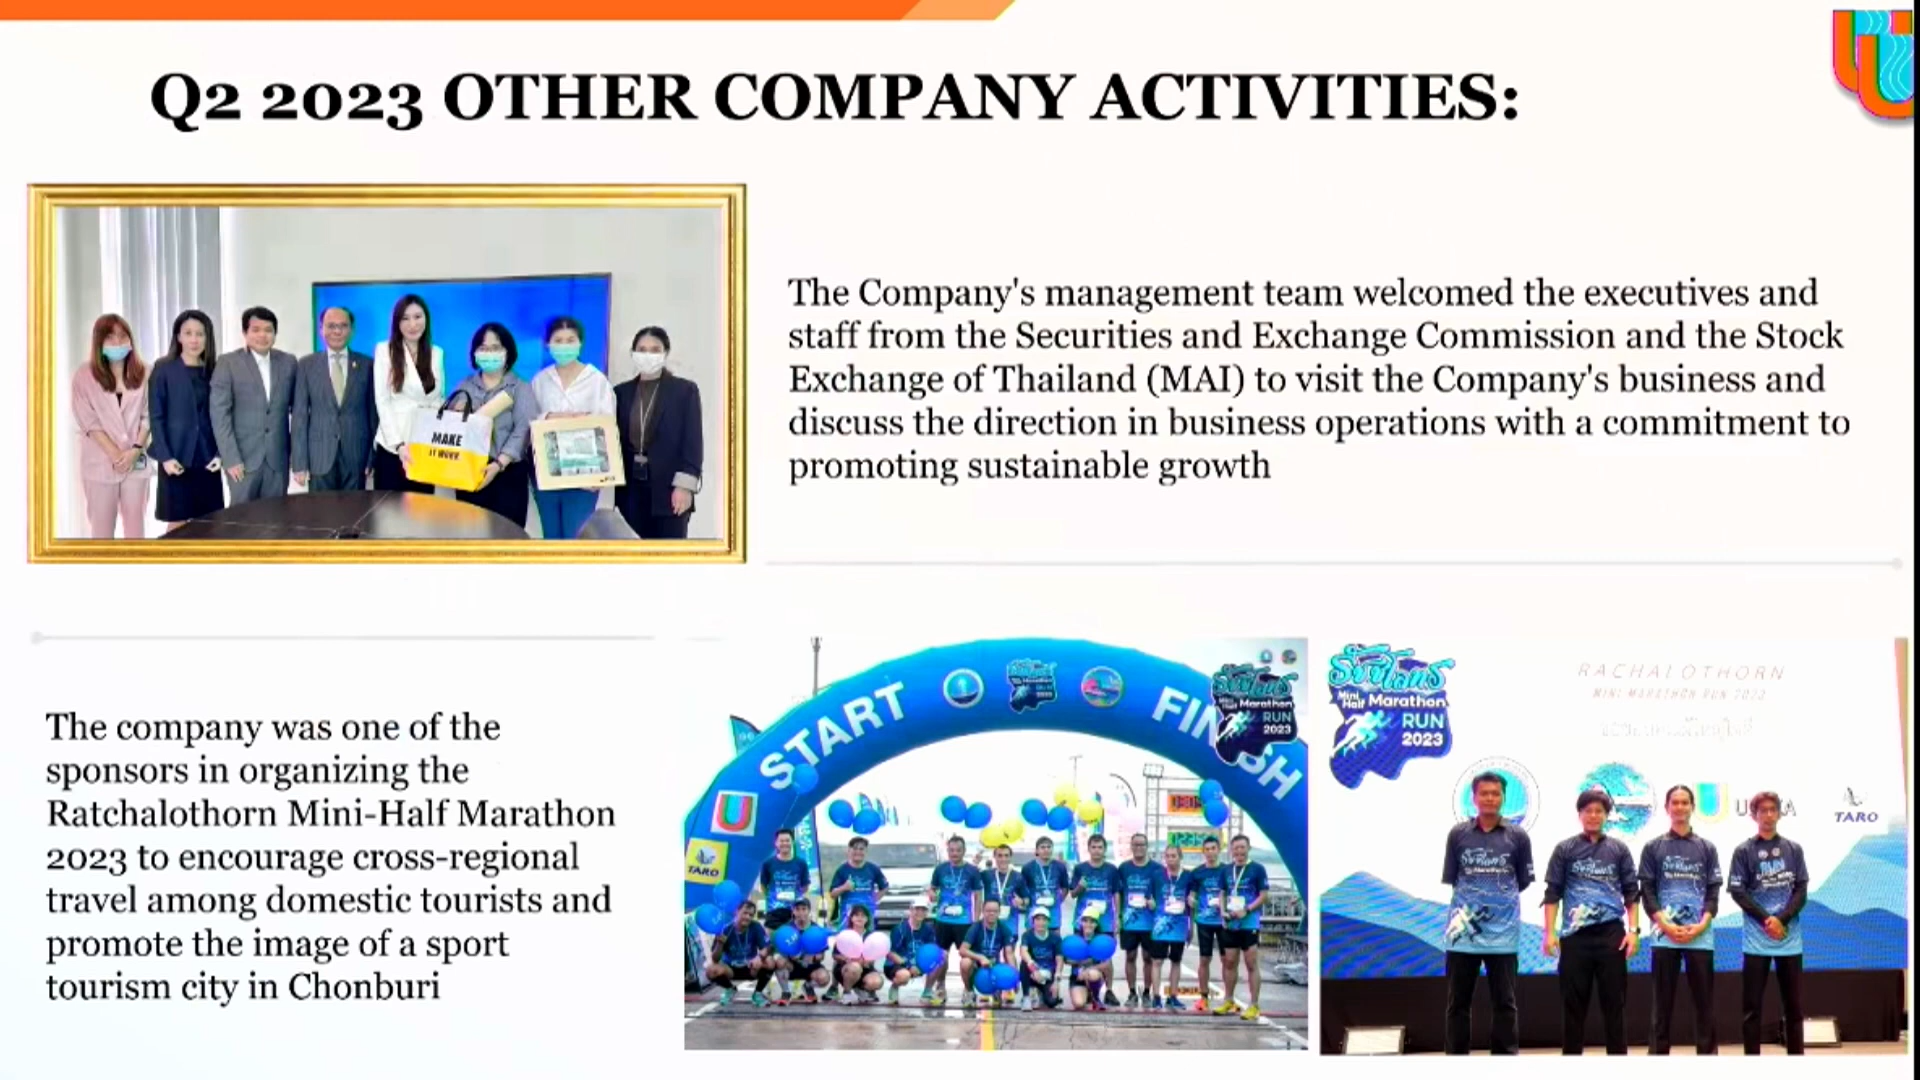 Q2 2023 OTHER COMPANY ACTIVITIES:
MAKE
IT WORK
The Company's management team welcomed the executives and
staff from the Securities and Exchange Commission and the Stock
Exchange of Thailand (MAI) to visit the Company's business and
discuss the direction in business operations with a commitment to
promoting sustainable growth
The company was one of the
sponsors in organizing the
Ratchalothorn Mini-Half Marathon
2023 to encourage cross-regional
travel among domestic tourists and
promote the image of a sport
tourism city in Chonburi
START
Marathon
RUN
2023
TARO
Mini
Half Marathon
RUN
2023
RACHALOTHORN
MINI MARATHON RUN 2023
TARO